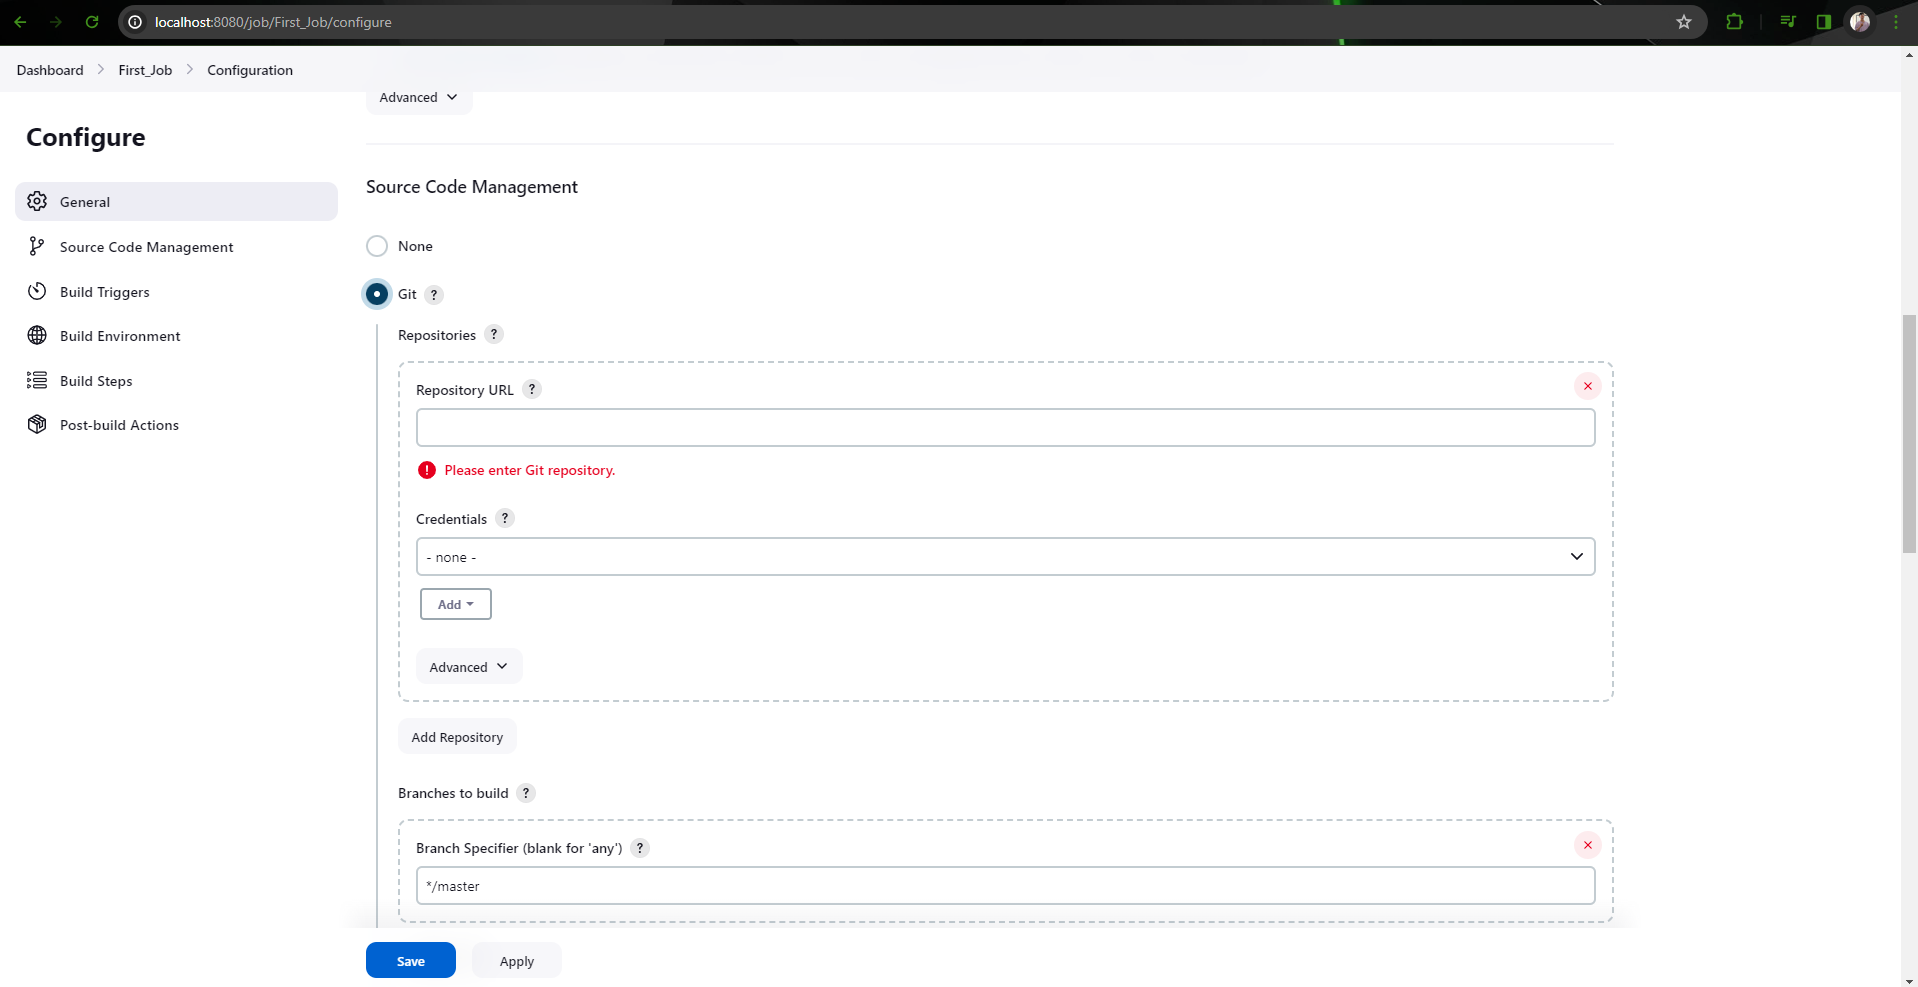 localhost:8080/job/First_Job/configure
Dashboard
First_Job
Configuration
Advanced
Configure
General
Source Code Management
Build Triggers
Build Environment
Build Steps
Post-build Actions
Source Code Management
None
Git ?
Repositories ?
Repository URL ?
Please enter Git repository.
Credentials ?
- none -
Add
Advanced
Add Repository
Branches to build ?
Branch Specifier (blank for 'any') ?
*/master
Save
Apply